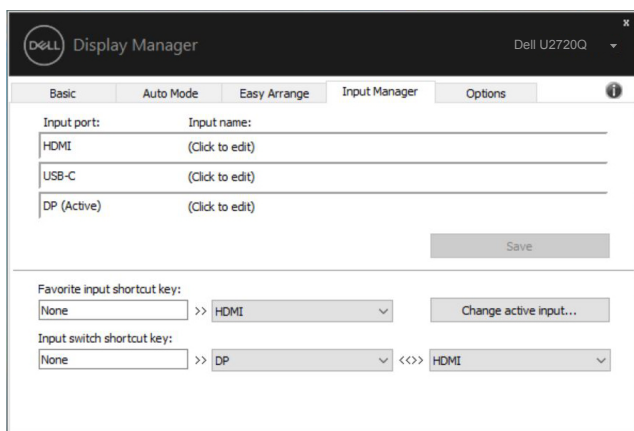 x
DELL Display Manager Dell U2720Q
Basic Auto Mode Easy Arrange Input Manager Options i
Input port: Input name:
HDMI (Click to edit)
USB-C (Click to edit)
DP (Active) (Click to edit)
Save
Favorite input shortcut key:
None >> HDMI Change active input...
Input switch shortcut key:
None >> DP <<>> HDMI